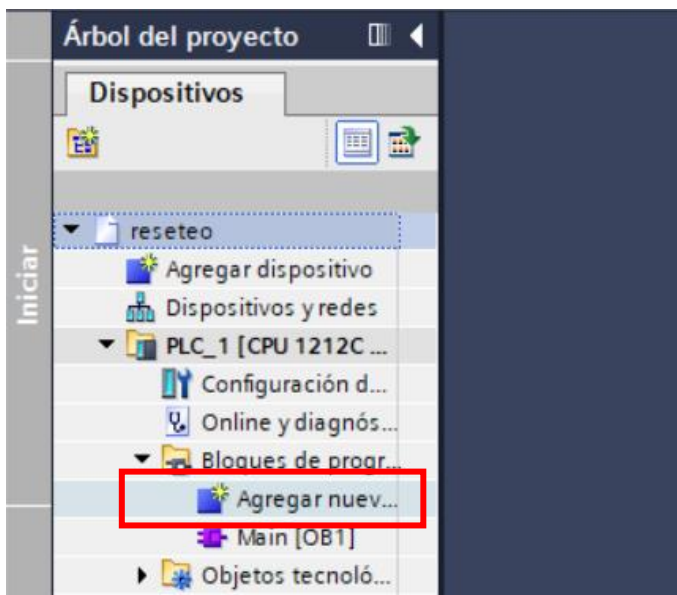 Árbol del proyecto
Dispositivos
Iniciar
reseteo
Agregar dispositivo
Dispositivos y redes
PLC_1 [CPU 1212C ...
Configuración d...
Online y diagnós...
Bloques de progr...
Agregar nuev...
Main [OB1]
Objetos tecnoló...